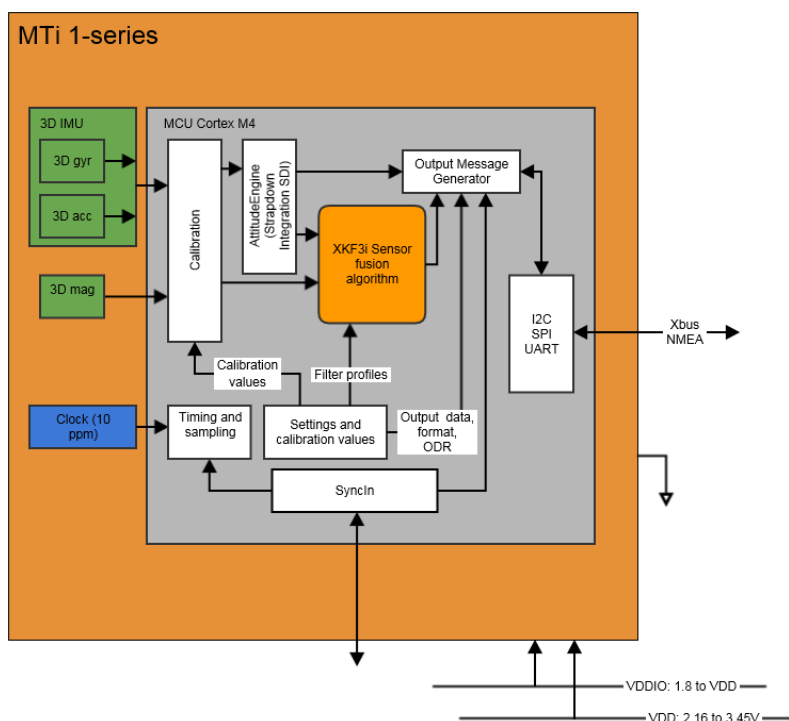 MTi 1-series
3D IMU
3D gyr
3D acc
3D mag
Clock (10
ppm)
MCU Cortex M4
Calibration
AttitudeEngine
(Strapdown
Integration SDI)
Output Message
Generator
XKF3i Sensor
fusion
algorithm
I2C
SPI
UART
Xbus
NMEA
Calibration
values
Filter profiles
Timing and
sampling
Settings and
calibration values
Output data,
format,
ODR
SyncIn
VDDIO: 1.8 to VDD
VDD: 2.16 to 3.45V